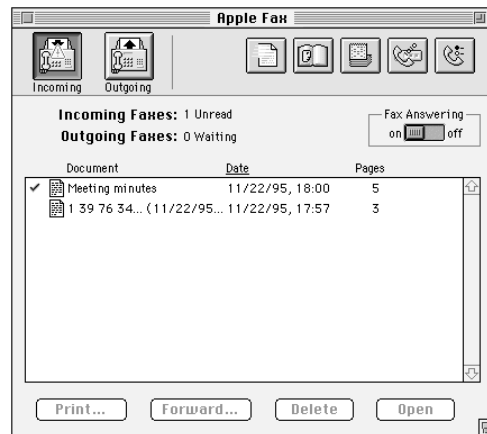 Apple Fax
Incoming Outgoing
Incoming Faxes: 1 Unread
Outgoing Faxes: 0 Waiting
Fax Answering
on off
Document Date Pages
✓ Meeting minutes 11/22/95, 18:00 5
1 39 76 34... (11/22/95... 11/22/95, 17:57 3
Print... Forward... Delete Open